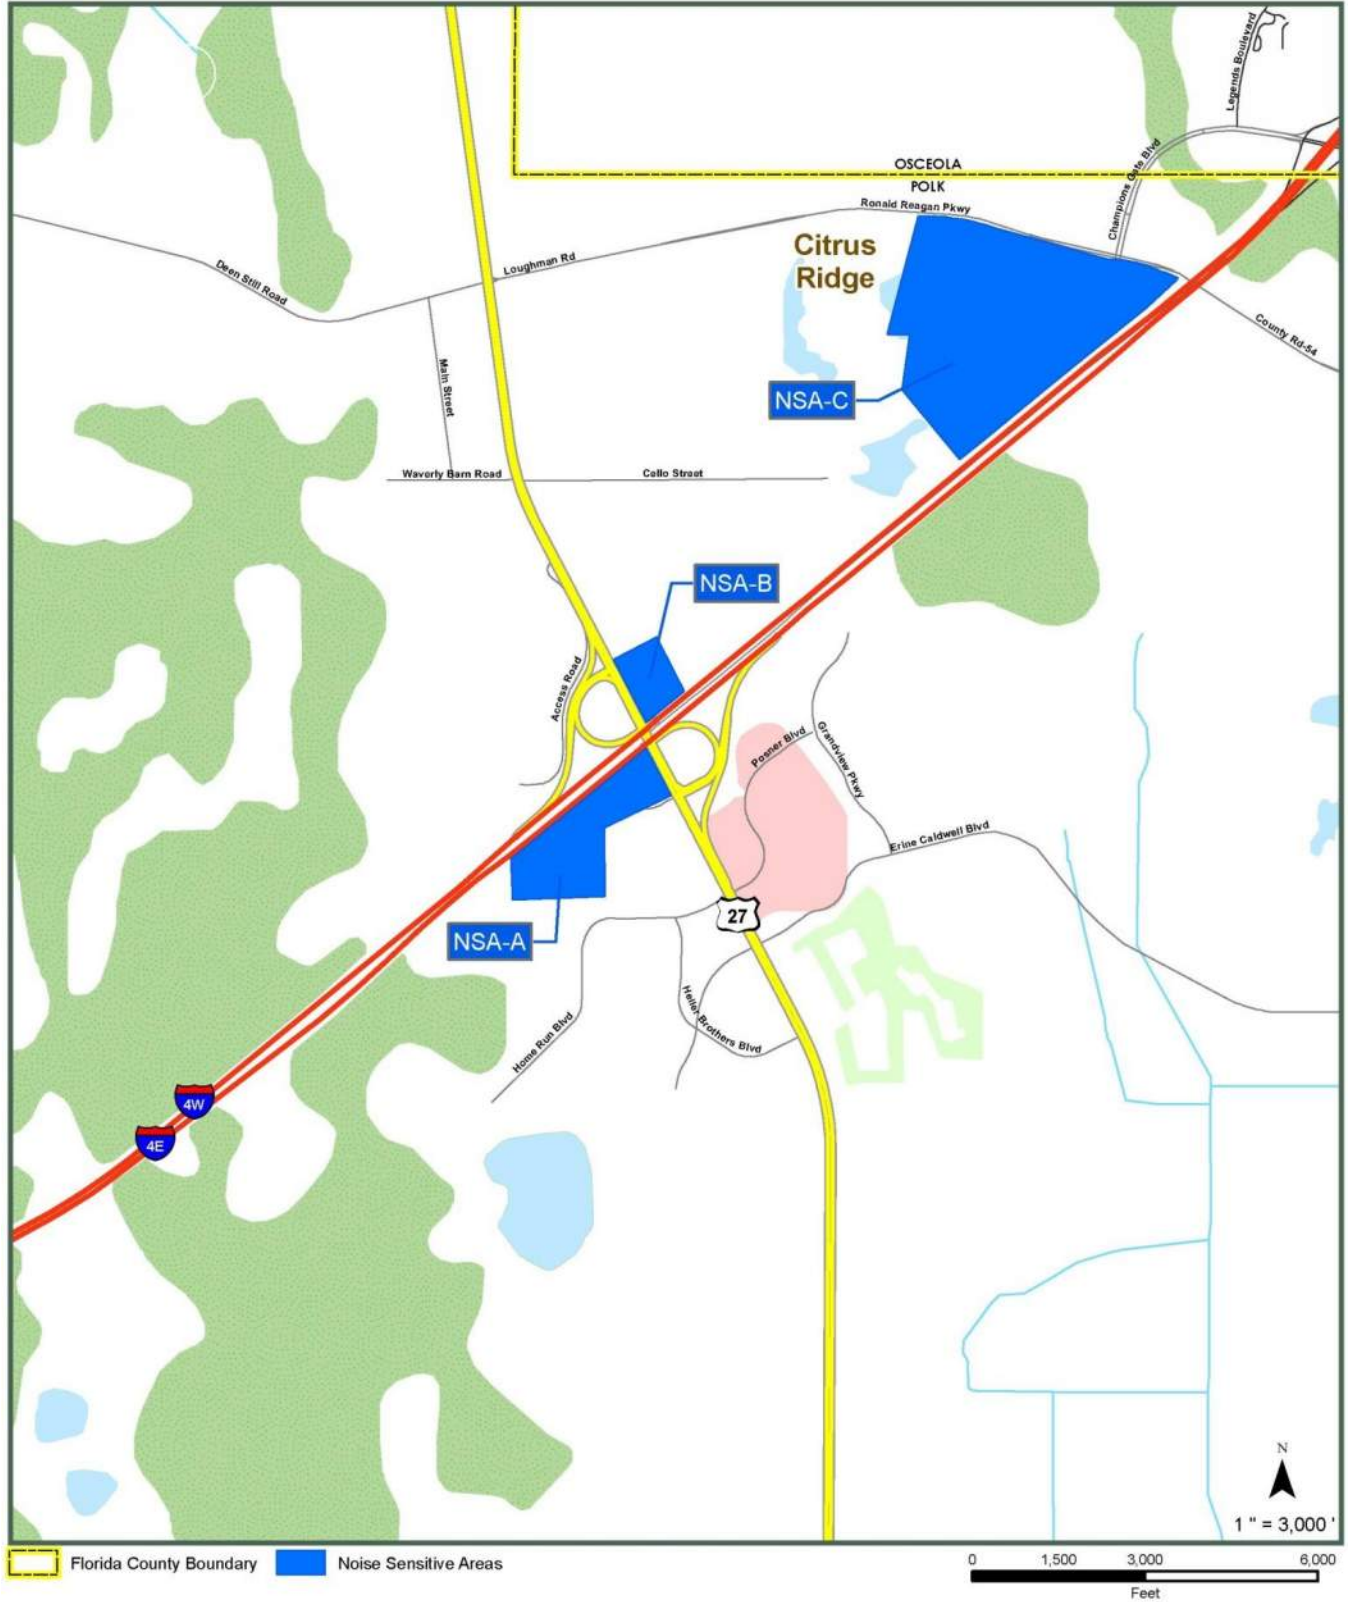 Legends Boulevard
OSCEOLA
POLK
Champions Gate Blvd
Ronald Reagan Pkwy
Citrus
Ridge
Loughman Rd
Deen Still Road
County Rd-54
Main Street
NSA-C
Waverly Barn Road
Cello Street
NSA-B
Access Road
Posner Blvd
Grandview Pkwy
Erine Caldwell Blvd
27
NSA-A
Heller Brothers Blvd
Home Run Blvd
4W
4E
N
1 " = 3,000 '
Florida County Boundary
Noise Sensitive Areas
0 1,500 3,000 6,000
Feet